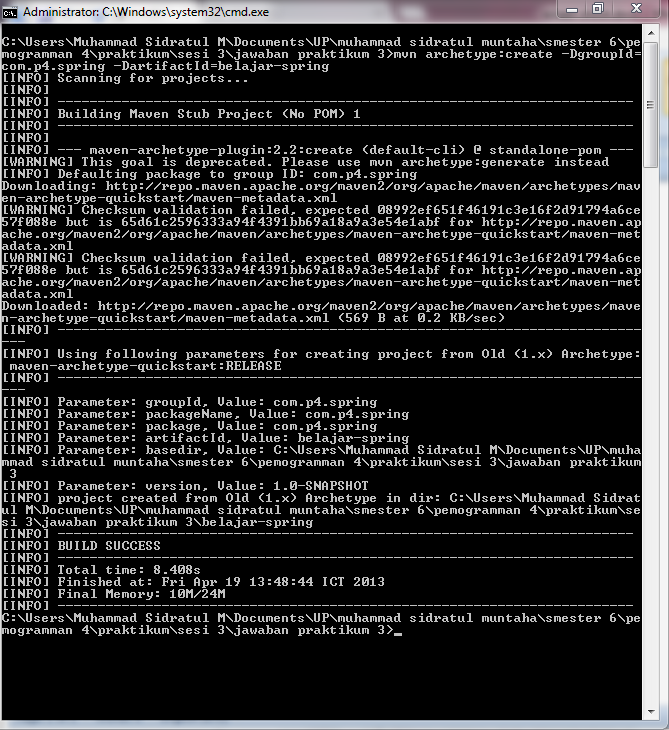 Administrator: C:\Windows\system32\cmd.exe
C:\Users\Muhammad Sidratul M\Documents\UP\muhammad sidratul muntaha\smester 6\pe
mogramman 4\praktikum\sesi 3\jawaban praktikum 3>mvn archetype:create -DgroupId=
com.p4.spring -DartifactId=belajar-spring
[INFO] Scanning for projects...
[INFO]
[INFO] ------------------------------------------------------------------------
[INFO] Building Maven Stub Project (No POM) 1
[INFO] ------------------------------------------------------------------------
[INFO]
[INFO] --- maven-archetype-plugin:2.2:create (default-cli) @ standalone-pom ---
[WARNING] This goal is deprecated. Please use mvn archetype:generate instead
[INFO] Defaulting package to group ID: com.p4.spring
Downloading: http://repo.maven.apache.org/maven2/org/apache/maven/archetypes/mav
en-archetype-quickstart/maven-metadata.xml
[WARNING] Checksum validation failed, expected 08992ef651f46191c3e16f2d91794a6ce
57f088e but is 65d61c2596333a94f4391bb69a18a9a3e54e1abf for http://repo.maven.ap
ache.org/maven2/org/apache/maven/archetypes/maven-archetype-quickstart/maven-met
adata.xml
[WARNING] Checksum validation failed, expected 08992ef651f46191c3e16f2d91794a6ce
57f088e but is 65d61c2596333a94f4391bb69a18a9a3e54e1abf for http://repo.maven.ap
ache.org/maven2/org/apache/maven/archetypes/maven-archetype-quickstart/maven-met
adata.xml
Downloaded: http://repo.maven.apache.org/maven2/org/apache/maven/archetypes/mave
n-archetype-quickstart/maven-metadata.xml (569 B at 0.2 KB/sec)
[INFO] -------------------------------------------------------------------------
---
[INFO] Using following parameters for creating project from Old (1.x) Archetype:
 maven-archetype-quickstart:RELEASE
[INFO] -------------------------------------------------------------------------
---
[INFO] Parameter: groupId, Value: com.p4.spring
[INFO] Parameter: packageName, Value: com.p4.spring
[INFO] Parameter: package, Value: com.p4.spring
[INFO] Parameter: artifactId, Value: belajar-spring
[INFO] Parameter: basedir, Value: C:\Users\Muhammad Sidratul M\Documents\UP\muha
mmad sidratul muntaha\smester 6\pemogramman 4\praktikum\sesi 3\jawaban praktikum
 3
[INFO] Parameter: version, Value: 1.0-SNAPSHOT
[INFO] project created from Old (1.x) Archetype in dir: C:\Users\Muhammad Sidrat
ul M\Documents\UP\muhammad sidratul muntaha\smester 6\pemogramman 4\praktikum\se
si 3\jawaban praktikum 3\belajar-spring
[INFO] ------------------------------------------------------------------------
[INFO] BUILD SUCCESS
[INFO] ------------------------------------------------------------------------
[INFO] Total time: 8.408s
[INFO] Finished at: Fri Apr 19 13:48:44 ICT 2013
[INFO] Final Memory: 10M/24M
[INFO] ------------------------------------------------------------------------
C:\Users\Muhammad Sidratul M\Documents\UP\muhammad sidratul muntaha\smester 6\pe
mogramman 4\praktikum\sesi 3\jawaban praktikum 3>_